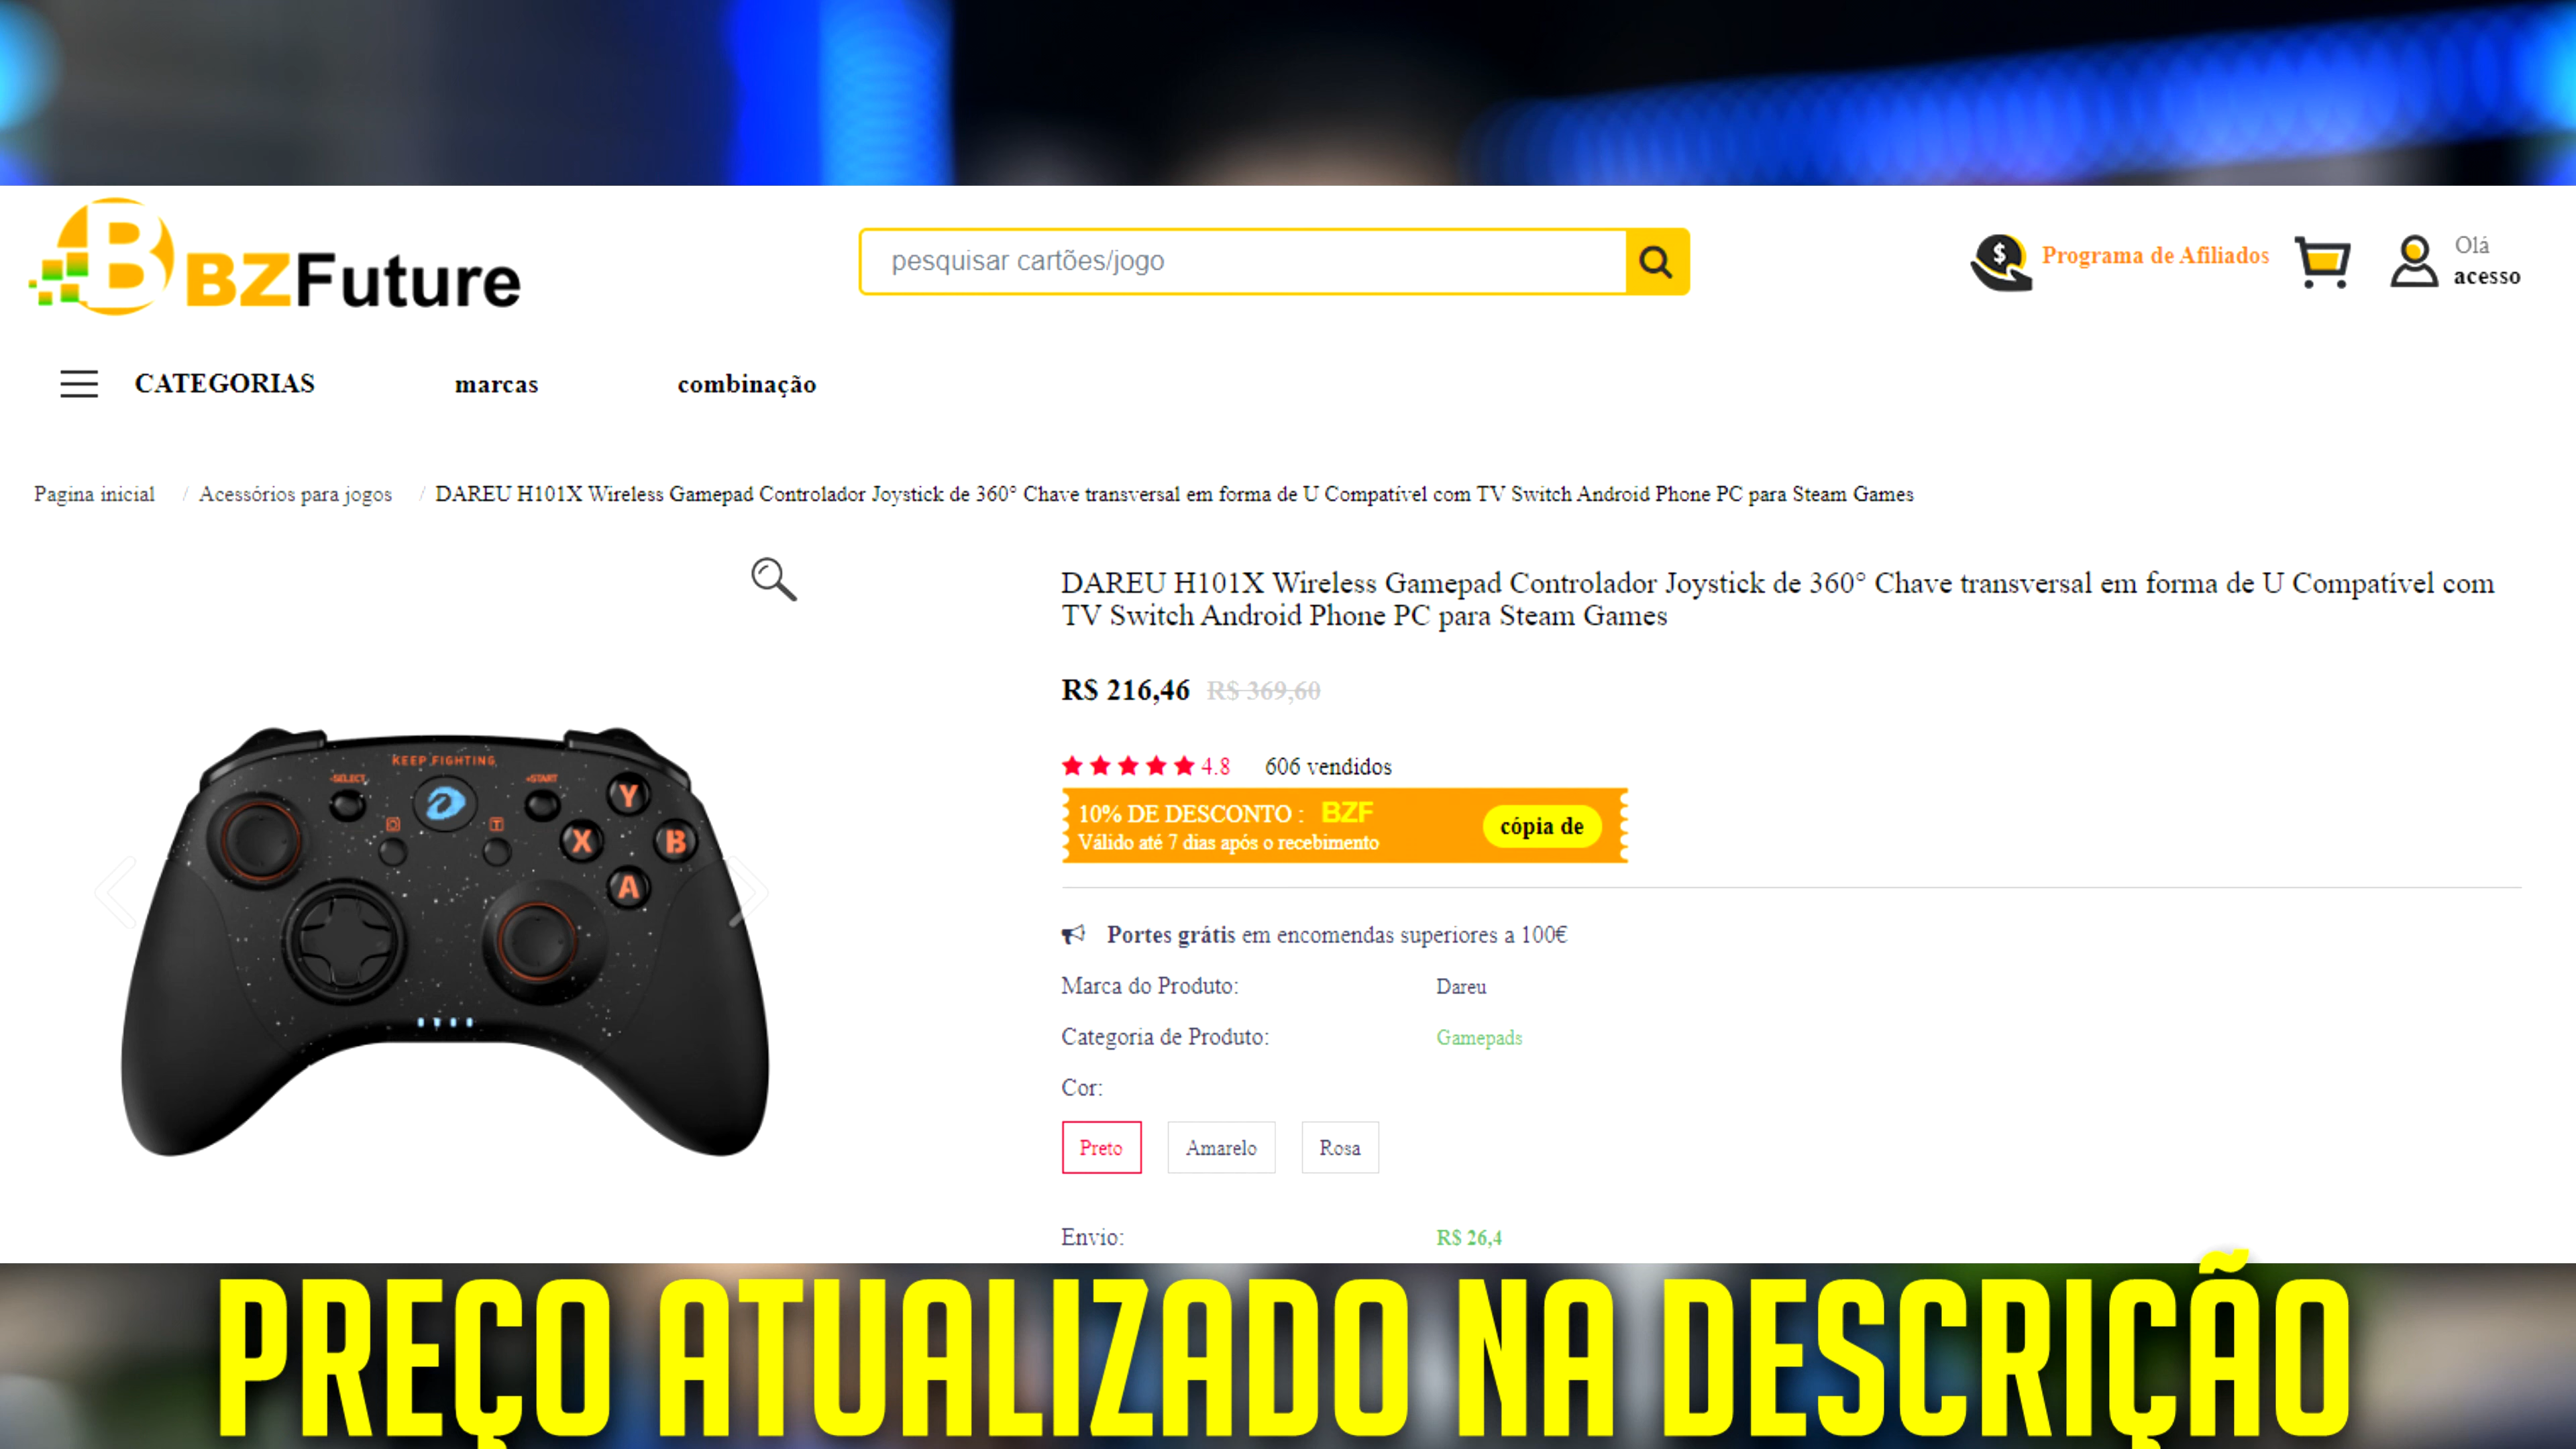 BZFuture
pesquisar cartões/jogo
Programa de Afiliados
Olá
acesso
CATEGORIAS
marcas
combinação
Pagina inicial / Acessórios para jogos / DAREU H101X Wireless Gamepad Controlador Joystick de 360° Chave transversal em forma de U Compatível com TV Switch Android Phone PC para Steam Games
DAREU H101X Wireless Gamepad Controlador Joystick de 360° Chave transversal em forma de U Compatível com
TV Switch Android Phone PC para Steam Games
R$ 216,46 R$ 369,60
4.8 606 vendidos
10% DE DESCONTO : BZF
Válido até 7 dias após o recebimento
cópia de
Portes grátis em encomendas superiores a 100€
Marca do Produto: Dareu
Categoria de Produto: Gamepads
Cor:
Preto Amarelo Rosa
Envio: R$ 26,4
KEEP FIGHTING
-SELECT
+START
T
Y
X
B
A
PREÇO ATUALIZADO NA DESCRIÇÃO